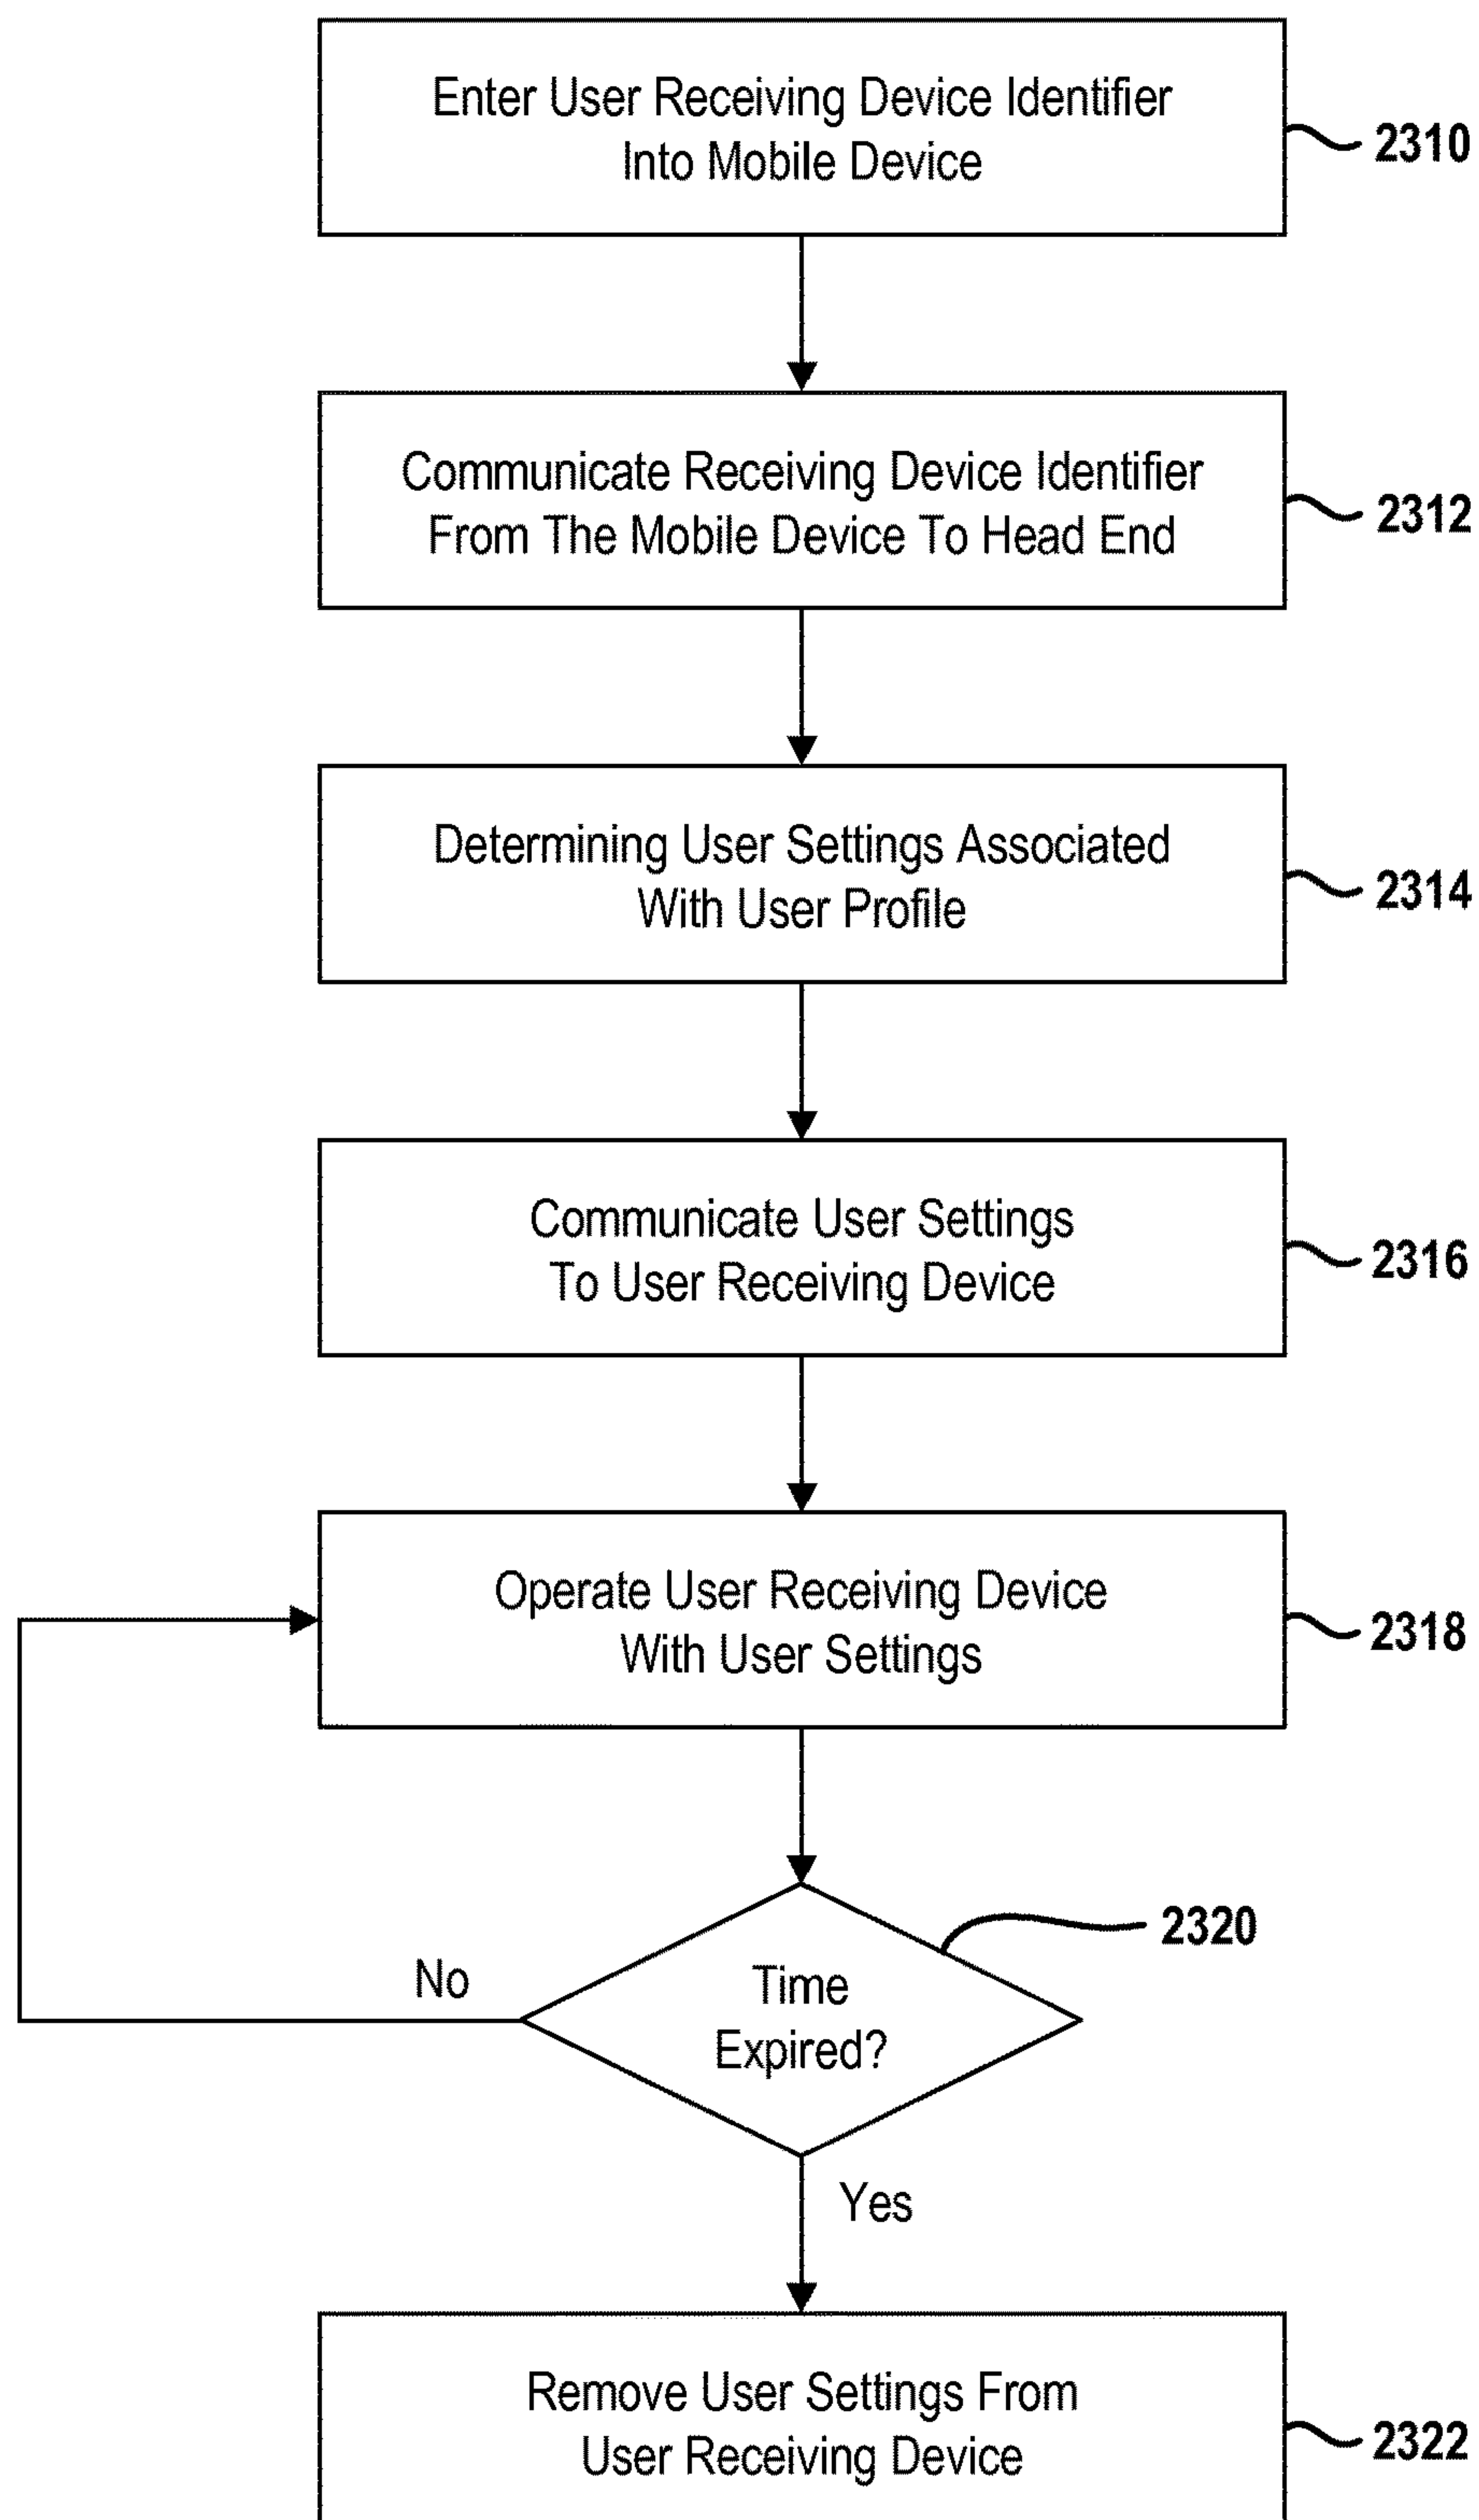 Enter User Receiving Device Identifier
Into Mobile Device
2310
Communicate Receiving Device Identifier
From The Mobile Device To Head End
2312
Determining User Settings Associated
With User Profile
2314
Communicate User Settings
To User Receiving Device
2316
Operate User Receiving Device
With User Settings
2318
2320
No
Time
Expired?
Yes
Remove User Settings From
User Receiving Device
2322